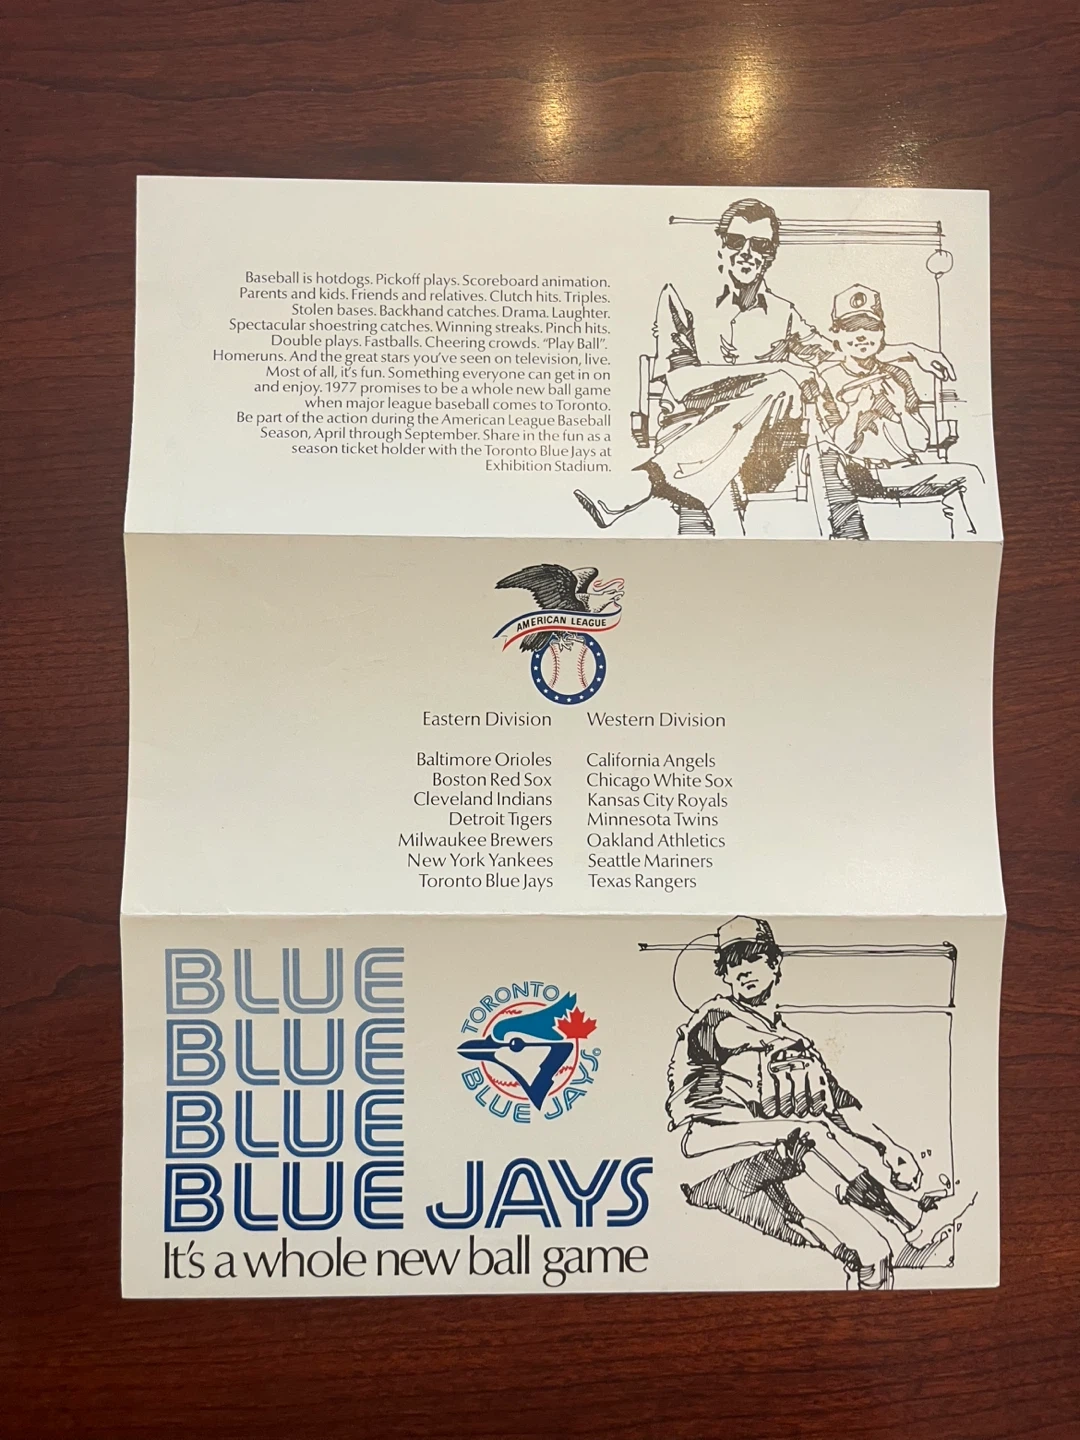 Baseball is hotdogs. Pickoff plays. Scoreboard animation.
Parents and kids. Friends and relatives. Clutch hits. Triples.
Stolen bases. Backhand catches. Drama. Laughter.
Spectacular shoestring catches. Winning streaks. Pinch hits.
Double plays. Fastballs. Cheering crowds. “Play Ball”.
Homeruns. And the great stars you've seen on television, live.
Most of all, it's fun. Something everyone can get in on
and enjoy. 1977 promises to be a whole new ball game
when major league baseball comes to Toronto.
Be part of the action during the American League Baseball
Season, April through September. Share in the fun as a
season ticket holder with the Toronto Blue Jays at
Exhibition Stadium.
AMERICAN LEAGUE
Eastern Division Western Division
Baltimore Orioles California Angels
Boston Red Sox Chicago White Sox
Cleveland Indians Kansas City Royals
Detroit Tigers Minnesota Twins
Milwaukee Brewers Oakland Athletics
New York Yankees Seattle Mariners
Toronto Blue Jays Texas Rangers
BLUE
BLUE
BLUE
BLUE JAYS
TORONTO
BLUE JAYS
It's a whole new ball game